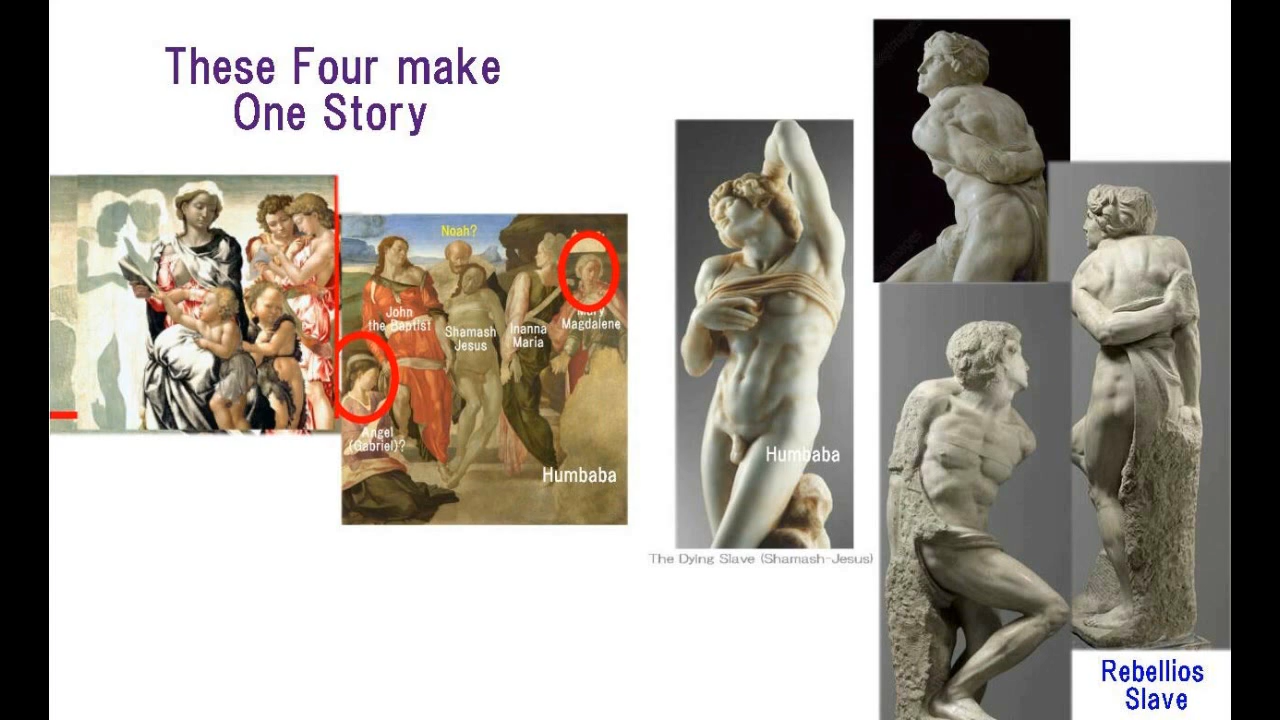 These Four make
One Story
Noah?
John
the Baptist
Shamash
Jesus
Inanna
Maria
Mary
Magdalene
Angel
(Gabriel)?
Humbaba
Humbaba
The Dying Slave (Shamash-Jesus)
Rebellios
Slave